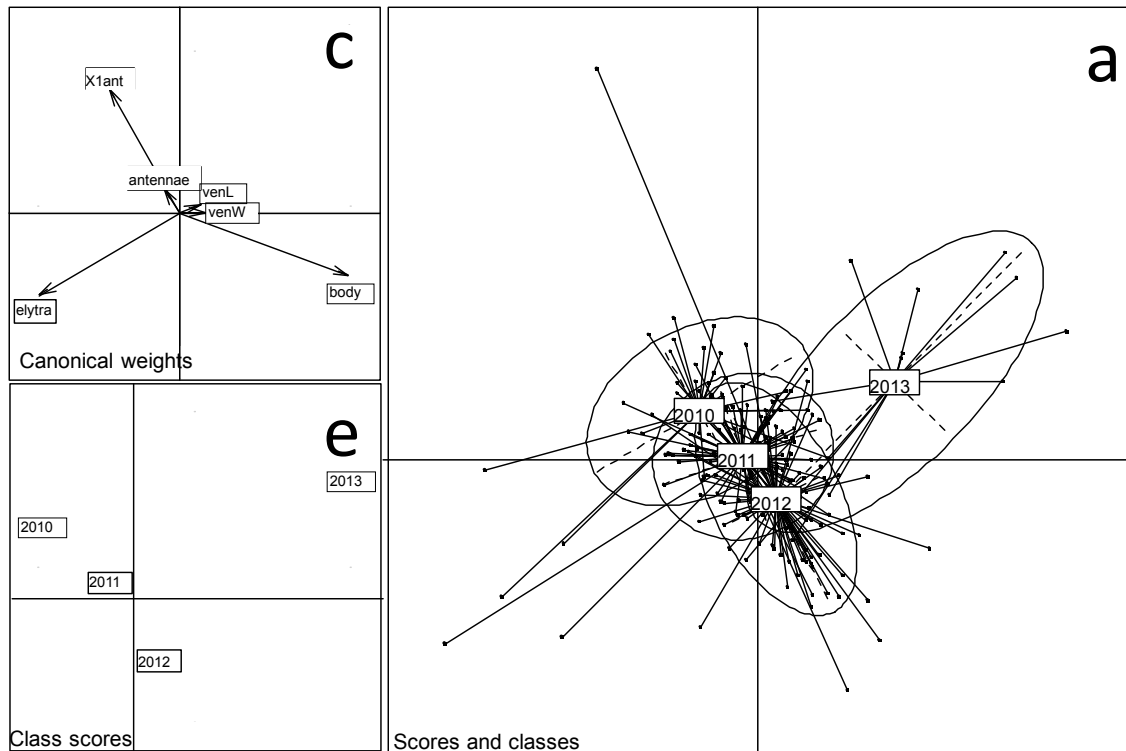 c
X1ant
antennae
venL
venW
elytra
body
Canonical weights
e
2013
2010
2011
2012
Class scores
a
2013
2010
2011
2012
Scores and classes